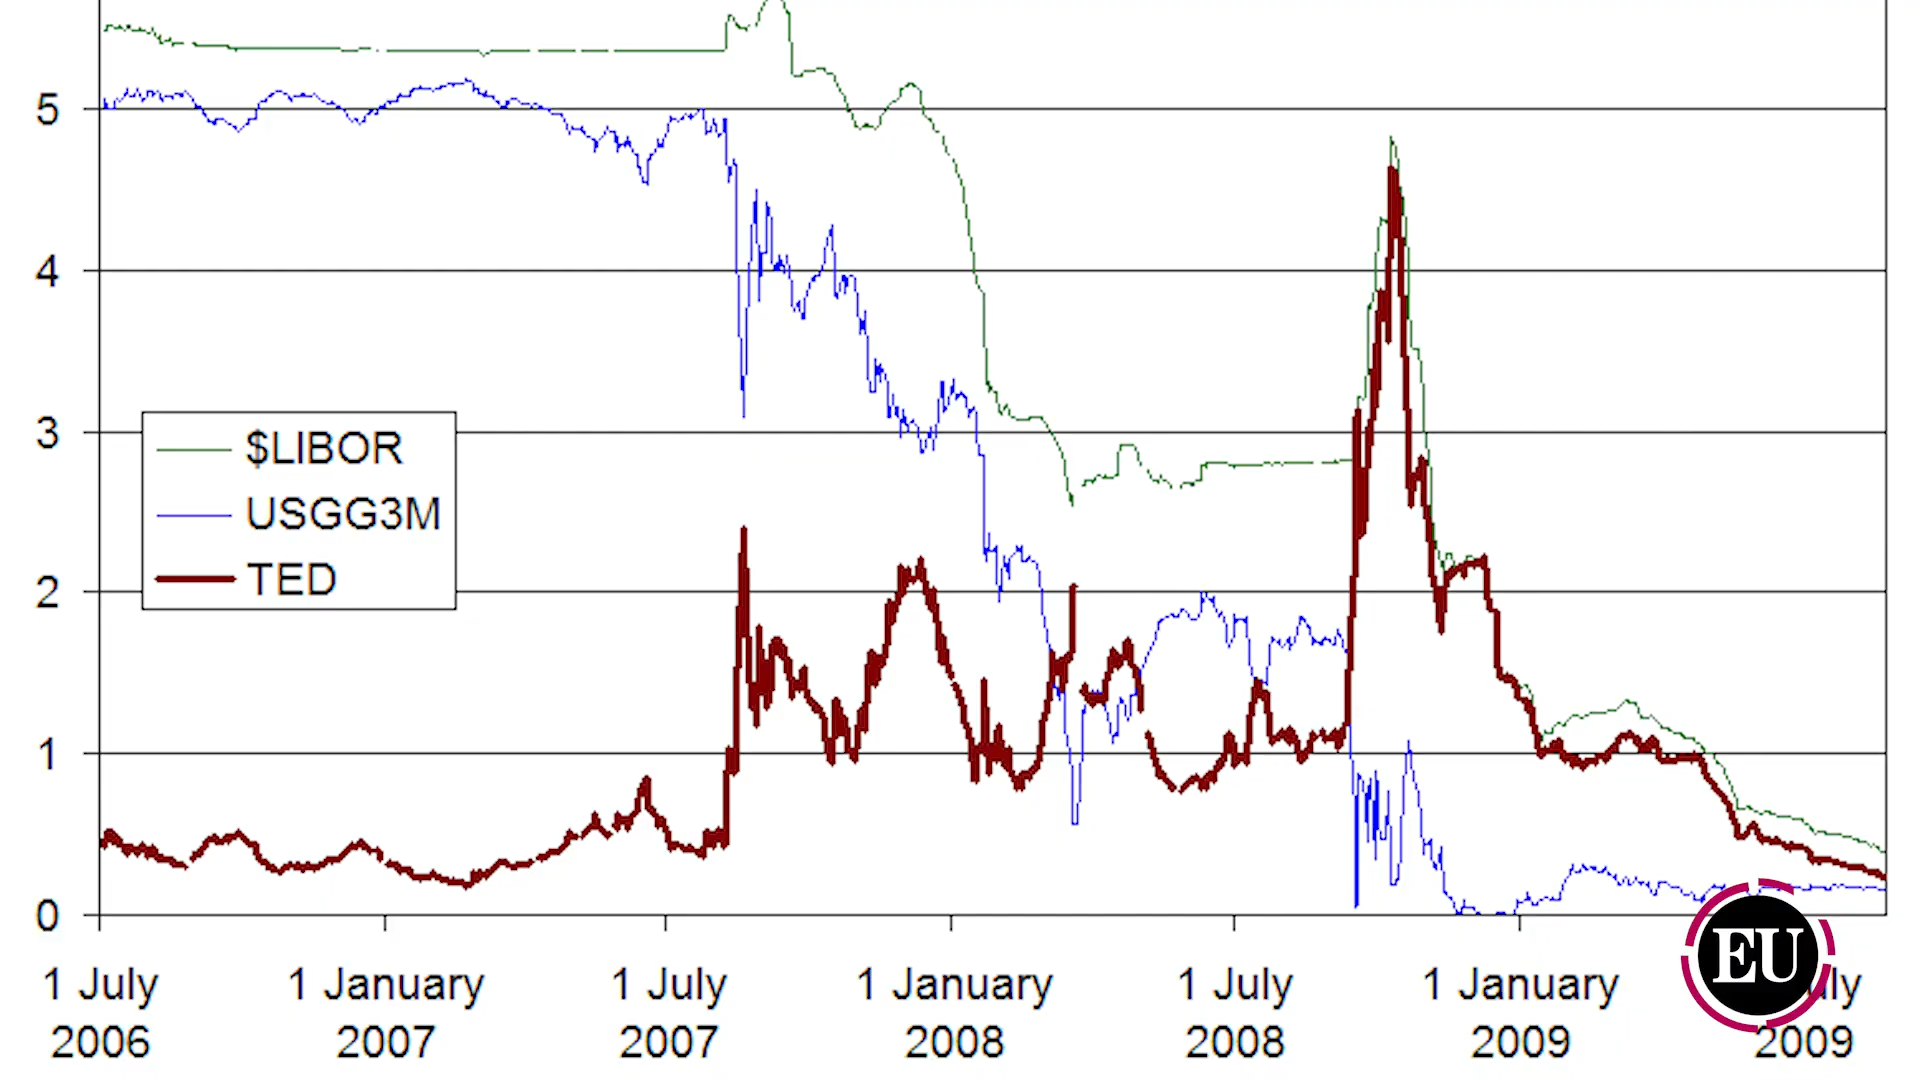 5
4
3
2
1
0
$LIBOR
USGG3M
TED
1 July 1 January 1 July 1 January 1 July 1 January
2006 2007 2007 2008 2008 2009 2009
EU